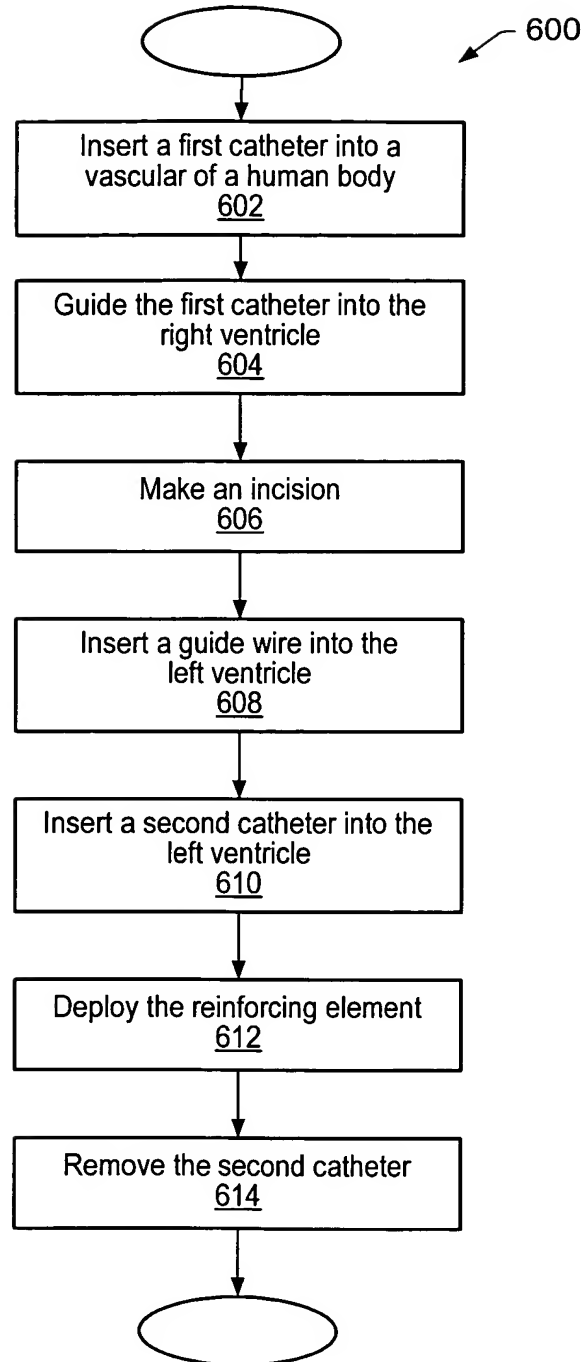 600
Insert a first catheter into a
vascular of a human body
602
Guide the first catheter into the
right ventricle
604
Make an incision
606
Insert a guide wire into the
left ventricle
608
Insert a second catheter into the
left ventricle
610
Deploy the reinforcing element
612
Remove the second catheter
614